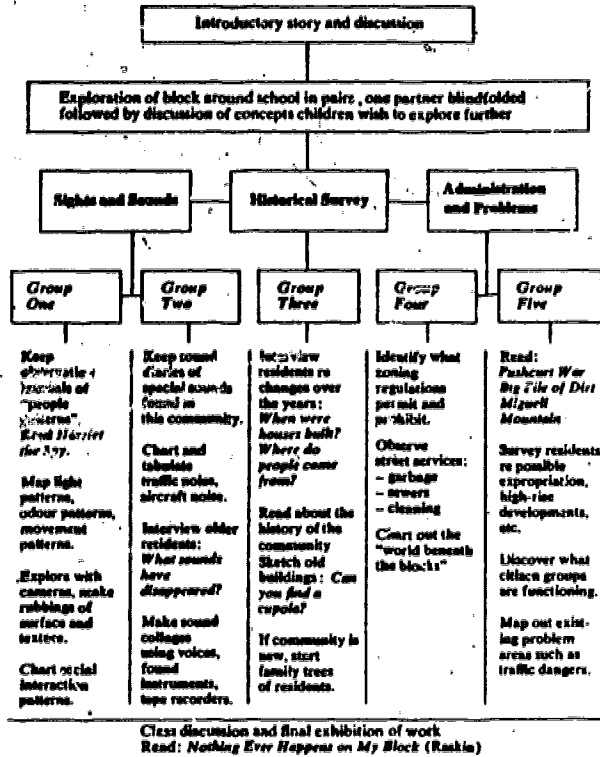 Introductory story and discussion
Exploration of block around school in pairs, one partner blindfolded
followed by discussion of concepts children wish to explore further
Sights and Sounds
Historical Survey
Administration
and Problems
Group
One
Group
Two
Group
Three
Group
Four
Group
Five
Keep
journals of
"people
patterns".
Read Harriet
the Spy.
Map light
patterns,
odour patterns,
movement
patterns.
Explore with
cameras, make
rubbings of
surface and
texture.
Chart social
interaction
patterns.
Keep sound
diaries of
special sounds
found in
this community.
Chart and
tabulate
traffic noise,
aircraft noise.
Interview older
residents:
What sounds
have
disappeared?
Make sound
collages
using voices,
found
instruments,
tape recorders.
Interview
residents re
changes over
the years:
When were
houses built?
Where do
people come
from?
Read about the
history of the
community
Sketch old
buildings: Can
you find a
cupola?
If community is
new, start
family trees
of residents.
Identify what
zoning
regulations
permit and
prohibit.
Observe
street services:
– garbage
– sewers
– cleaning
Chart out the
"world beneath
the blocks"
Read:
Pushcart War
Big Pile of Dirt
Mountain
Survey residents
re possible
expropriation,
high-rise
developments,
etc.
Discover what
citizen groups
are functioning.
Map out exist-
ing problem
areas such as
traffic dangers.
Class discussion and final exhibition of work
Read: Nothing Ever Happens on My Block (Raskin)